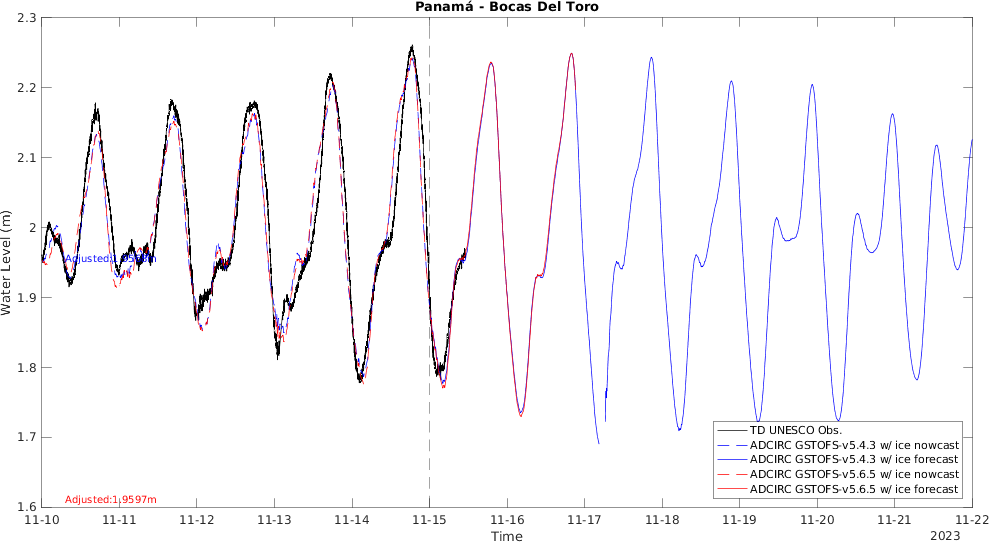 Panamá - Bocas Del Toro
Water Level (m)
2.3
2.2
2.1
2
1.9
1.8
1.7
1.6
Adjusted:1.9597m
TD UNESCO Obs.
ADCIRC GSTOFS-v5.4.3 w/ ice nowcast
ADCIRC GSTOFS-v5.4.3 w/ ice forecast
ADCIRC GSTOFS-v5.6.5 w/ ice nowcast
ADCIRC GSTOFS-v5.6.5 w/ ice forecast
11-10 11-11 11-12 11-13 11-14 11-15 11-16 11-17 11-18 11-19 11-20 11-21 11-22
Time
2023